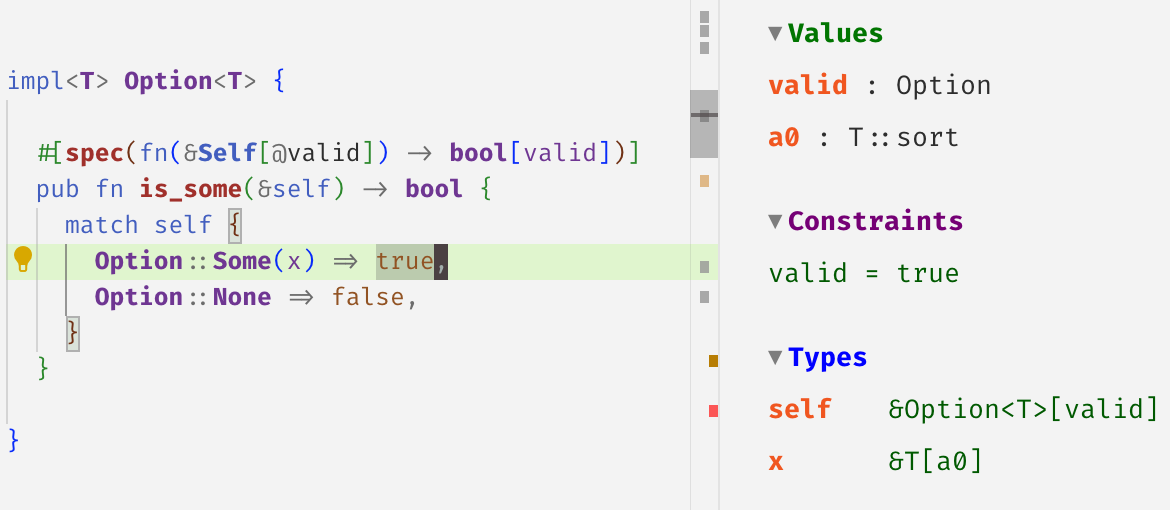 impl<T> Option<T> {
#[spec(fn(&Self[@valid]) -> bool[valid])]
pub fn is_some(&self) -> bool {
match self {
Option::Some(x) => true,
Option::None => false,
}
}
}
▼Values
valid : Option
a0 : T::sort
▼Constraints
valid = true
▼Types
self &Option<T>[valid]
x &T[a0]